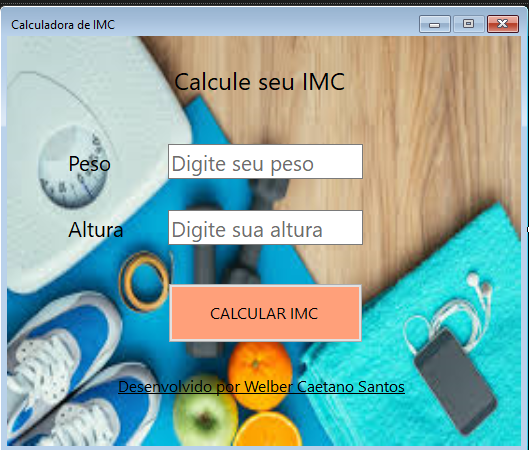 Calculadora de IMC
Calcule seu IMC
Peso Digite seu peso
Altura Digite sua altura
CALCULAR IMC
Desenvolvido por Welber Caetano Santos